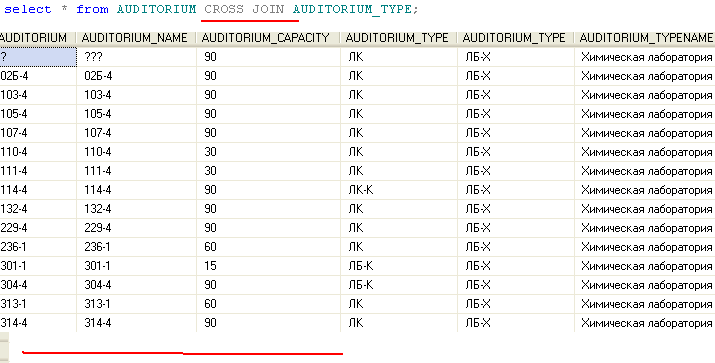 select * from AUDITORIUM CROSS JOIN AUDITORIUM_TYPE;
AUDITORIUM AUDITORIUM_NAME AUDITORIUM_CAPACITY AUDITORIUM_TYPE AUDITORIUM_TYPE AUDITORIUM_TYPENAME
? ??? 90 ЛК ЛБ-Х Химическая лаборатория
02Б-4 02Б-4 90 ЛК ЛБ-Х Химическая лаборатория
103-4 103-4 90 ЛК ЛБ-Х Химическая лаборатория
105-4 105-4 90 ЛК ЛБ-Х Химическая лаборатория
107-4 107-4 90 ЛК ЛБ-Х Химическая лаборатория
110-4 110-4 30 ЛК ЛБ-Х Химическая лаборатория
111-4 111-4 30 ЛК ЛБ-Х Химическая лаборатория
114-4 114-4 90 ЛК-К ЛБ-Х Химическая лаборатория
132-4 132-4 90 ЛК ЛБ-Х Химическая лаборатория
229-4 229-4 90 ЛК ЛБ-Х Химическая лаборатория
236-1 236-1 60 ЛК ЛБ-Х Химическая лаборатория
301-1 301-1 15 ЛБ-К ЛБ-Х Химическая лаборатория
304-4 304-4 90 ЛБ-К ЛБ-Х Химическая лаборатория
313-1 313-1 60 ЛК ЛБ-Х Химическая лаборатория
314-4 314-4 90 ЛК ЛБ-Х Химическая лаборатория